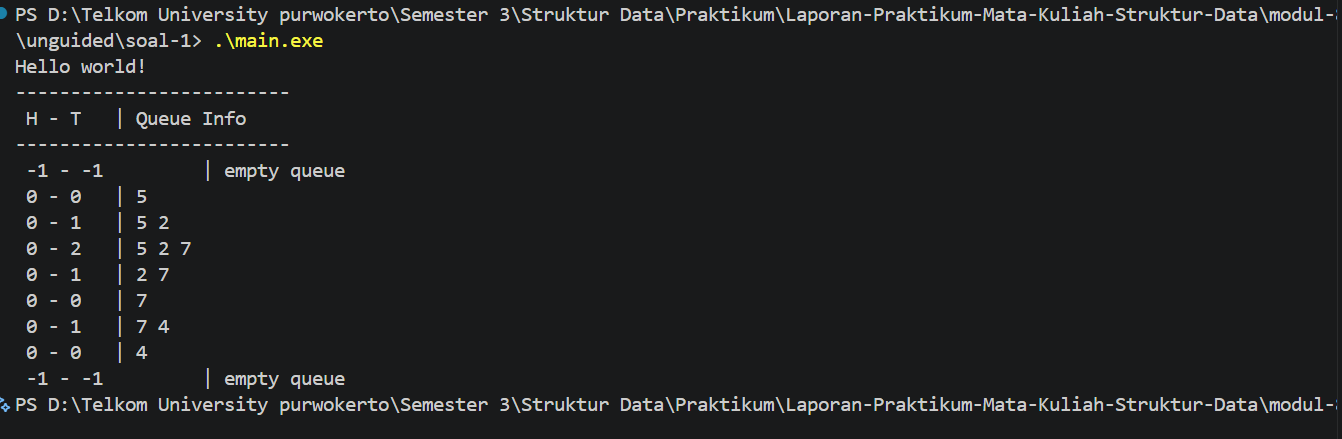 PS D:\Telkom University purwokerto\Semester 3\Struktur Data\Praktikum\Laporan-Praktikum-Mata-Kuliah-Struktur-Data\modul-
\unguided\soal-1> .\main.exe
Hello world!
-------------------------
 H - T   | Queue Info
-------------------------
 -1 - -1         | empty queue
 0 - 0   | 5
 0 - 1   | 5 2
 0 - 2   | 5 2 7
 0 - 1   | 2 7
 0 - 0   | 7
 0 - 1   | 7 4
 0 - 0   | 4
 -1 - -1         | empty queue
PS D:\Telkom University purwokerto\Semester 3\Struktur Data\Praktikum\Laporan-Praktikum-Mata-Kuliah-Struktur-Data\modul-